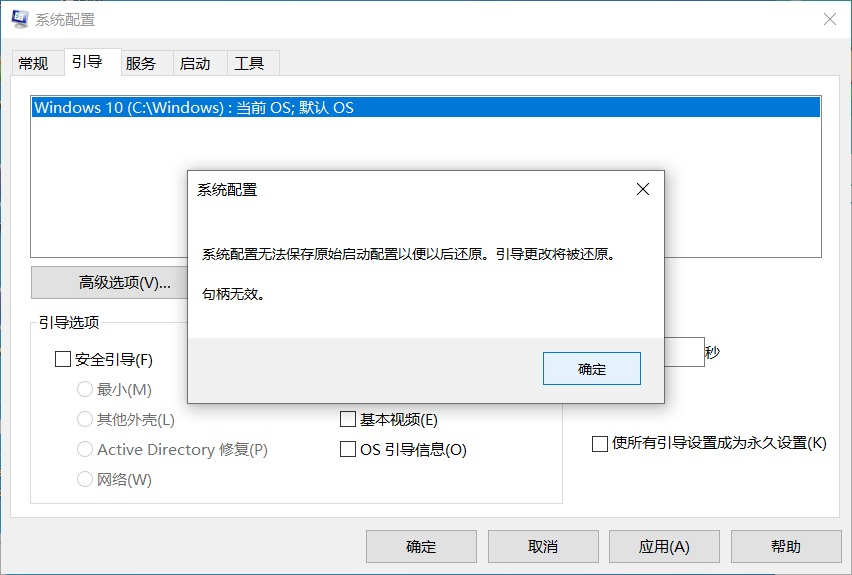 系统配置
常规
引导
服务
启动
工具
Windows 10 (C:\Windows) : 当前 OS; 默认 OS
系统配置
系统配置无法保存原始启动配置以便以后还原。引导更改将被还原。
句柄无效。
确定
高级选项(V)...
引导选项
安全引导(F)
最小(M)
其他外壳(L)
Active Directory 修复(P)
网络(W)
基本视频(E)
OS 引导信息(O)
秒
使所有引导设置成为永久设置(K)
确定
取消
应用(A)
帮助